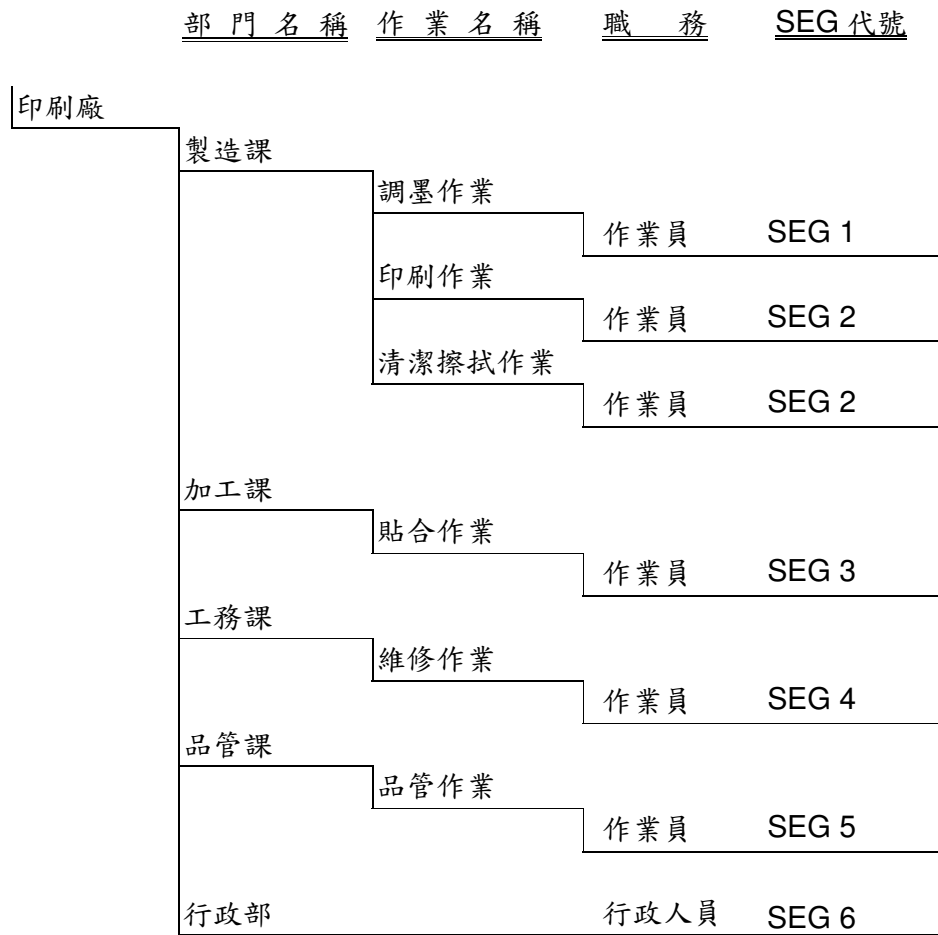 部門名稱 作業名稱 職務 SEG 代號
印刷廠
製造課
調墨作業
作業員 SEG 1
印刷作業
作業員 SEG 2
清潔擦拭作業
作業員 SEG 2
加工課
貼合作業
作業員 SEG 3
工務課
維修作業
作業員 SEG 4
品管課
品管作業
作業員 SEG 5
行政部 行政人員 SEG 6